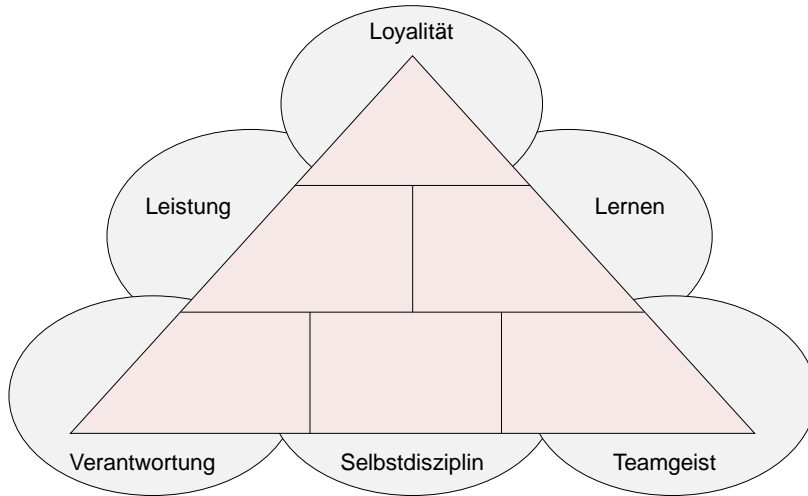 Loyalität
Leistung
Lernen
Verantwortung
Selbstdisziplin
Teamgeist